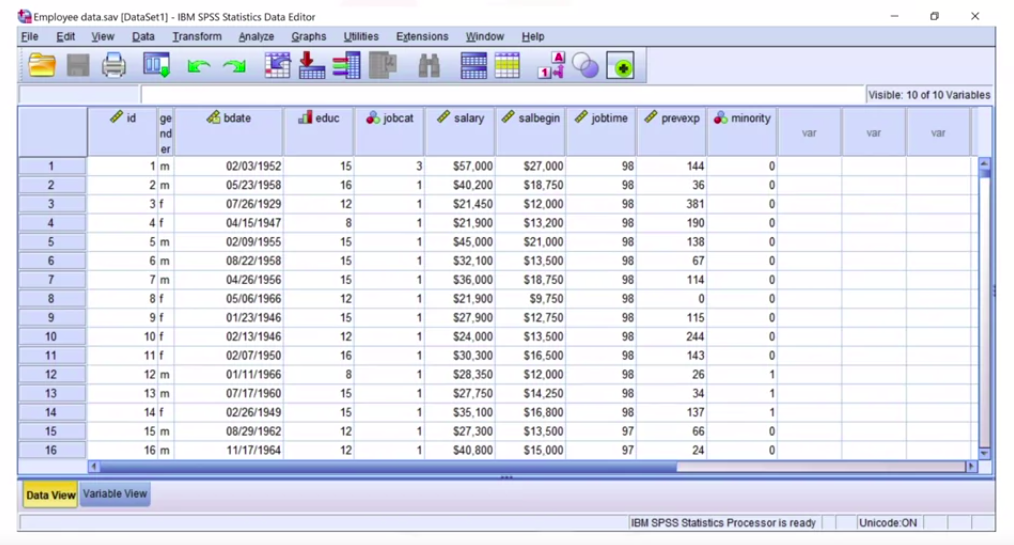 Employee data.sav [DataSet1] - IBM SPSS Statistics Data Editor
File Edit View Data Transform Analyze Graphs Utilities Extensions Window Help
Visible: 10 of 10 Variables
id gender bdate educ jobcat salary salbegin jobtime prevexp minority var var var
1 1 m 02/03/1952 15 3 $57,000 $27,000 98 144 0
2 2 m 05/23/1958 16 1 $40,200 $18,750 98 36 0
3 3 f 07/26/1929 12 1 $21,450 $12,000 98 381 0
4 4 f 04/15/1947 8 1 $21,900 $13,200 98 190 0
5 5 m 02/09/1955 15 1 $45,000 $21,000 98 138 0
6 6 m 08/22/1958 15 1 $32,100 $13,500 98 67 0
7 7 m 04/26/1956 15 1 $36,000 $18,750 98 114 0
8 8 f 05/06/1966 12 1 $21,900 $9,750 98 0 0
9 9 f 01/23/1946 15 1 $27,900 $12,750 98 115 0
10 10 f 02/13/1946 12 1 $24,000 $13,500 98 244 0
11 11 f 02/07/1950 16 1 $30,300 $16,500 98 143 0
12 12 m 01/11/1966 8 1 $28,350 $12,000 98 26 1
13 13 m 07/17/1960 15 1 $27,750 $14,250 98 34 1
14 14 f 02/26/1949 15 1 $35,100 $16,800 98 137 1
15 15 m 08/29/1962 12 1 $27,300 $13,500 97 66 0
16 16 m 11/17/1964 12 1 $40,800 $15,000 97 24 0
Data View Variable View
IBM SPSS Statistics Processor is ready Unicode:ON